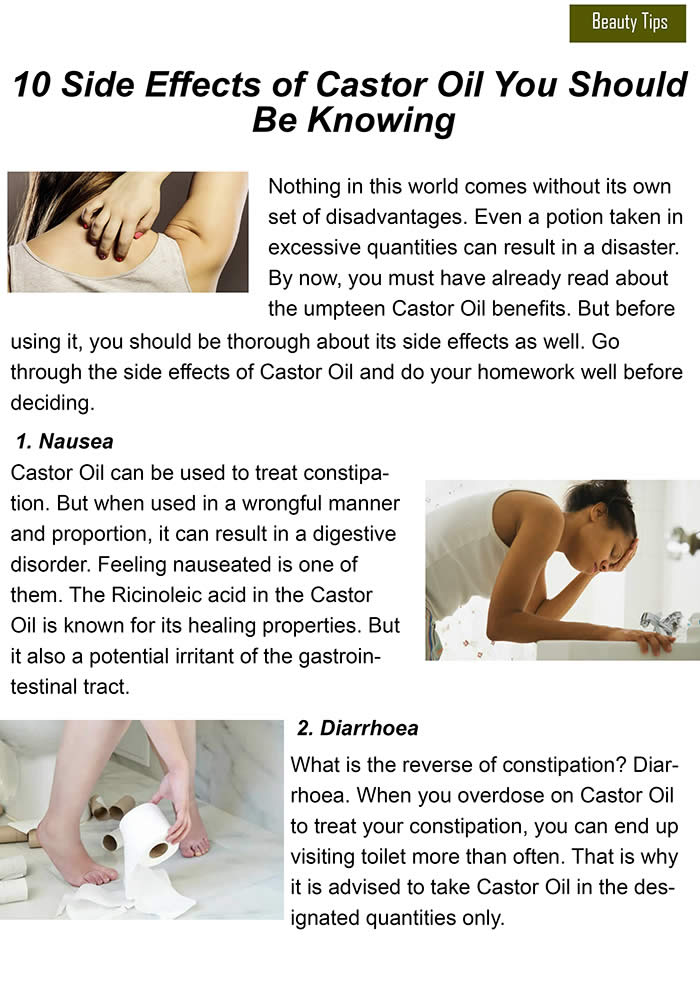 Beauty Tips
10 Side Effects of Castor Oil You Should
Be Knowing
Nothing in this world comes without its own
set of disadvantages. Even a potion taken in
excessive quantities can result in a disaster.
By now, you must have already read about
the umpteen Castor Oil benefits. But before
using it, you should be thorough about its side effects as well. Go
through the side effects of Castor Oil and do your homework well before
deciding.
1. Nausea
Castor Oil can be used to treat constipa-
tion. But when used in a wrongful manner
and proportion, it can result in a digestive
disorder. Feeling nauseated is one of
them. The Ricinoleic acid in the Castor
Oil is known for its healing properties. But
it also a potential irritant of the gastroin-
testinal tract.
2. Diarrhoea
What is the reverse of constipation? Diar-
rhoea. When you overdose on Castor Oil
to treat your constipation, you can end up
visiting toilet more than often. That is why
it is advised to take Castor Oil in the des-
ignated quantities only.